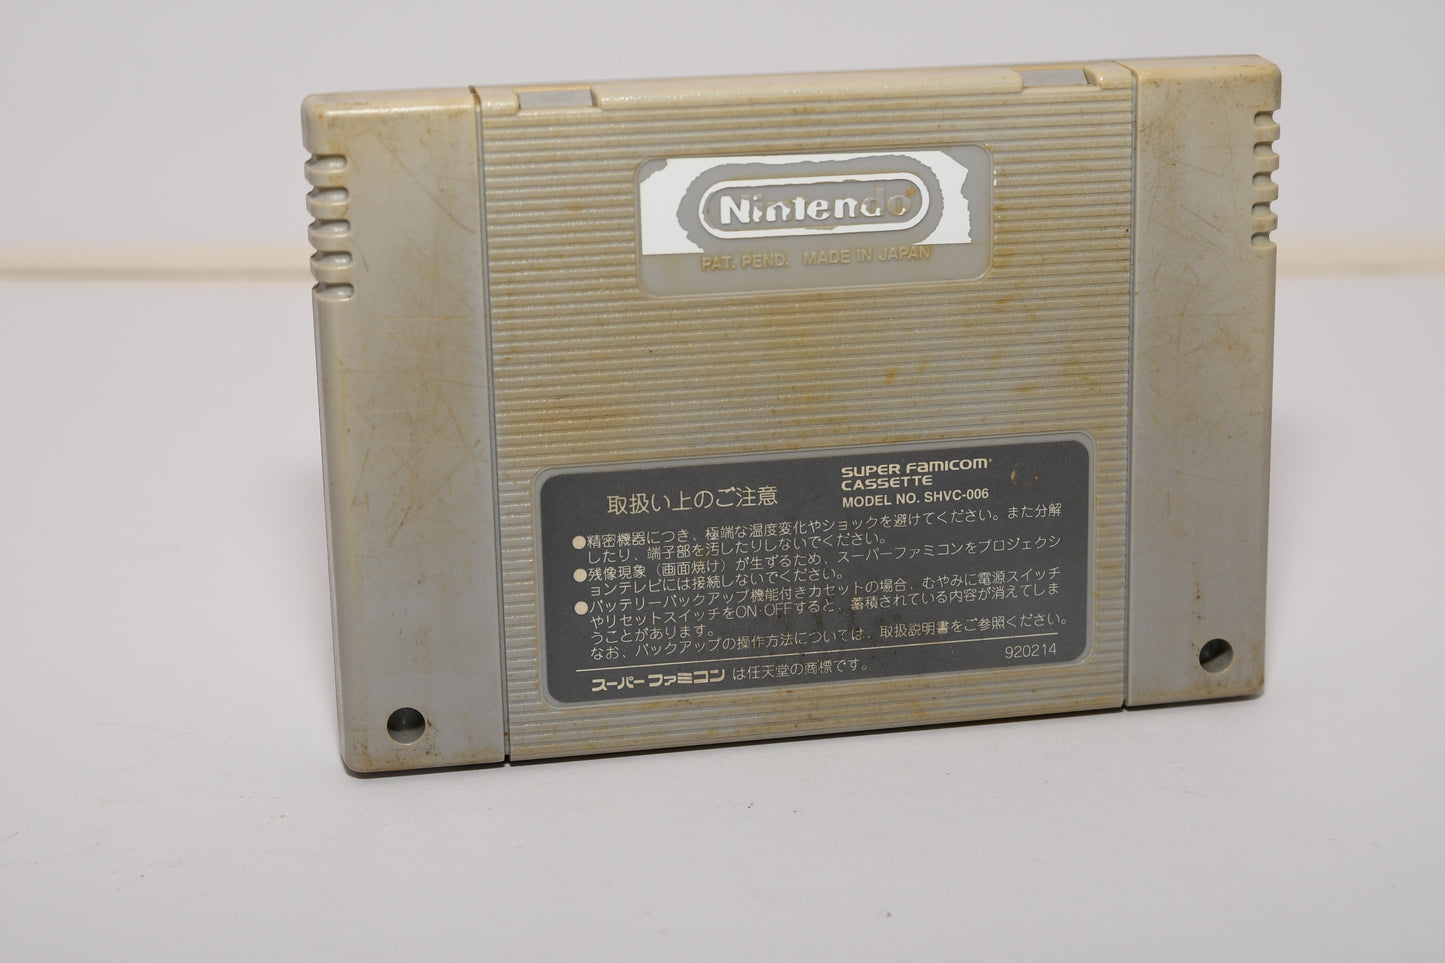 Nintendo®
PAT. PEND. MADE IN JAPAN
取扱い上のご注意
SUPER FAMICOM®
CASSETTE
MODEL NO. SHVC-006
●精密機器につき、極端な温度変化やショックを避けてください。また分解
したり、端子部を汚したりしないでください。
●残像現象（画面焼け）が生ずるため、スーパーファミコンをプロジェクシ
ョンテレビには接続しないでください。
●バッテリーバックアップ機能付きカセットの場合、むやみに電源スイッチ
やリセットスイッチをON·OFFすると、蓄積されている内容が消えてしま
うことがあります。
なお、バックアップの操作方法については、取扱説明書をご参照ください。
スーパーファミコン は任天堂の商標です。
920214